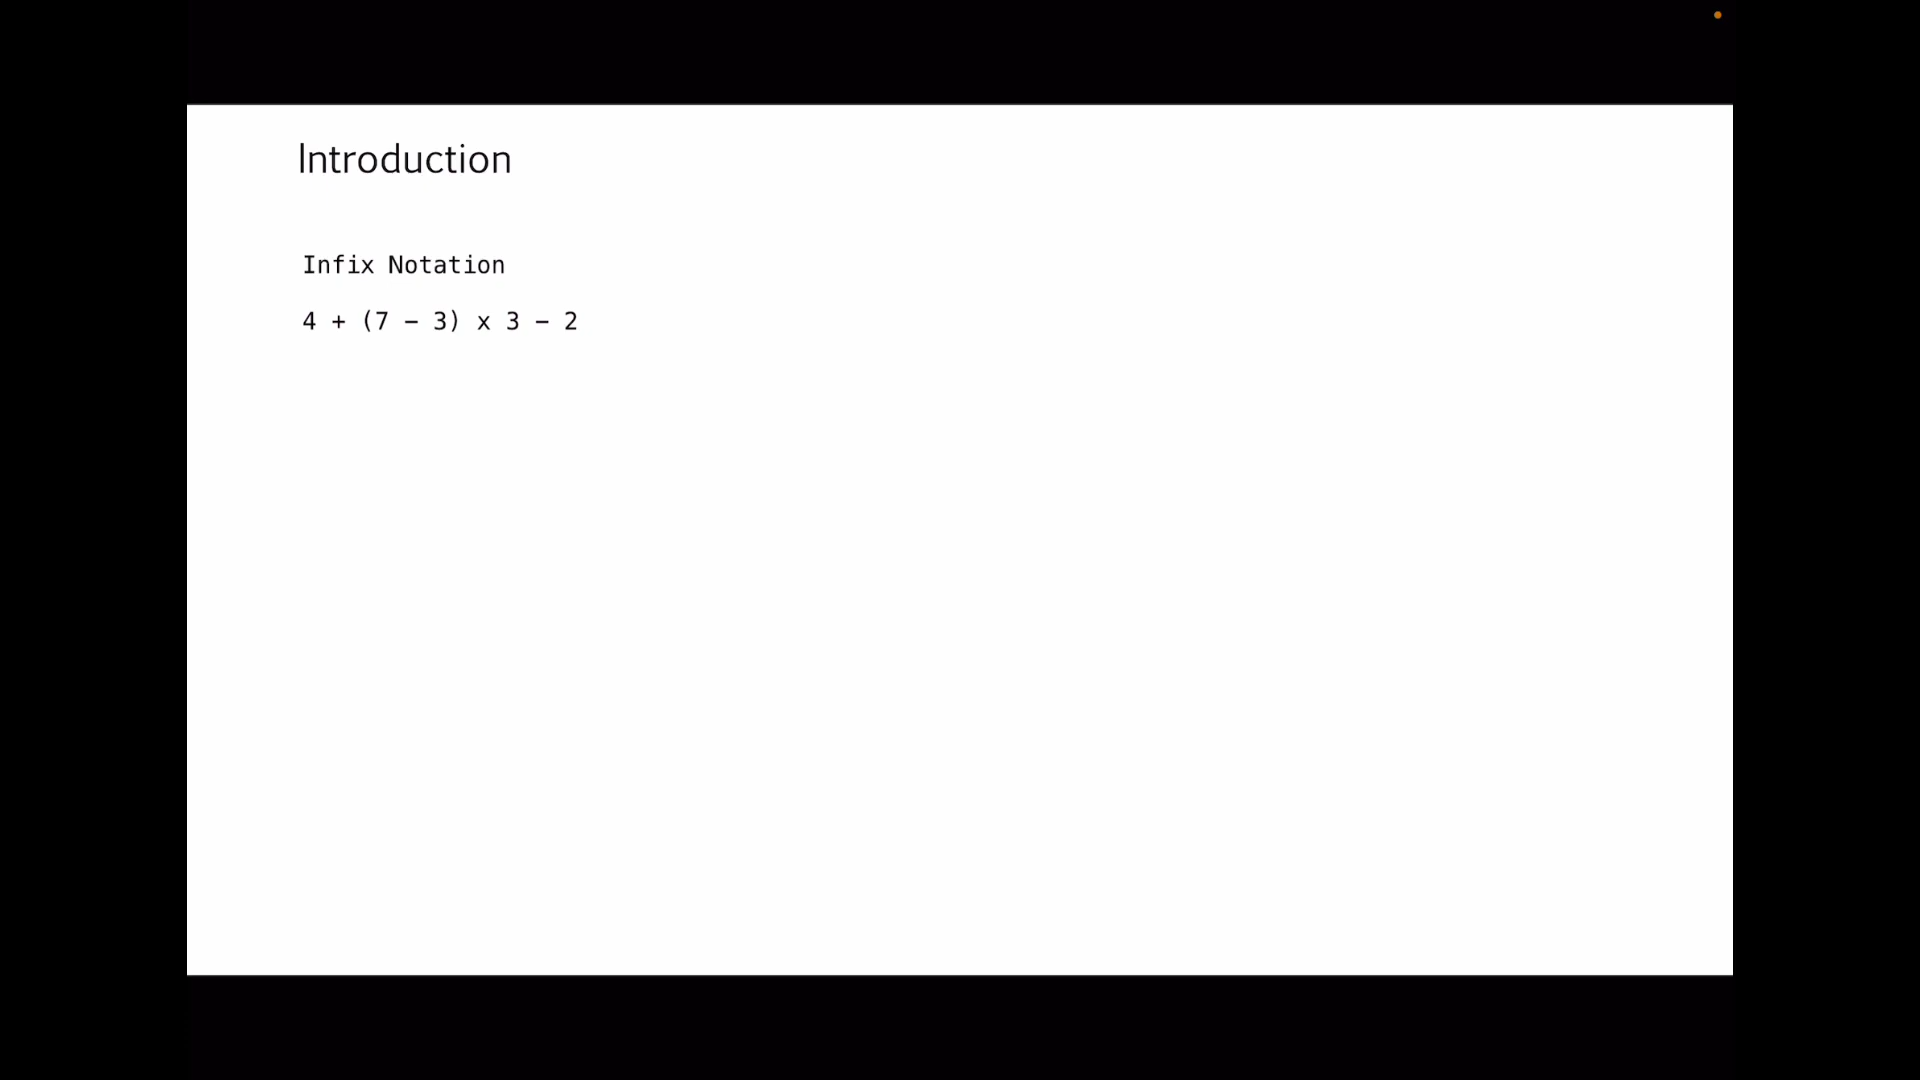 Introduction
Infix Notation
4 + (7 − 3) x 3 − 2